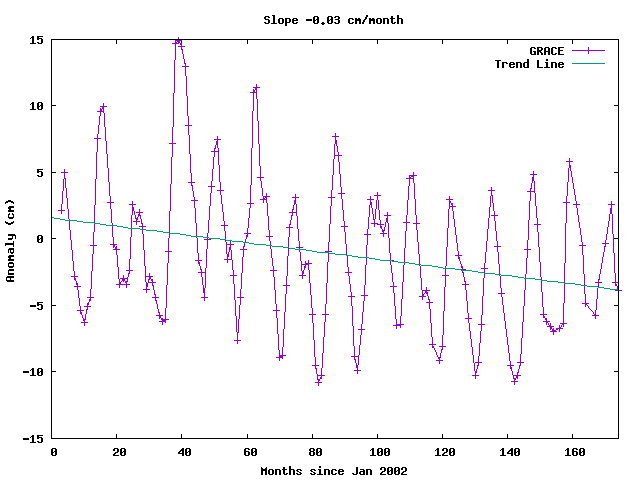 Slope -0.03 cm/month
GRACE
Trend Line
15
10
5
0
-5
-10
-15
Anomaly (cm)
0 20 40 60 80 100 120 140 160
Months since Jan 2002